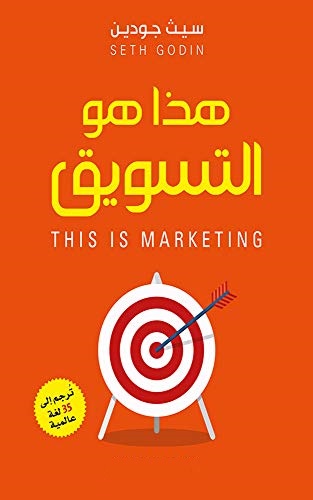 سيث جودين
SETH GODIN
هذا هو
التسويق
THIS IS MARKETING
ترجم إلى
35 لغة
عالمية